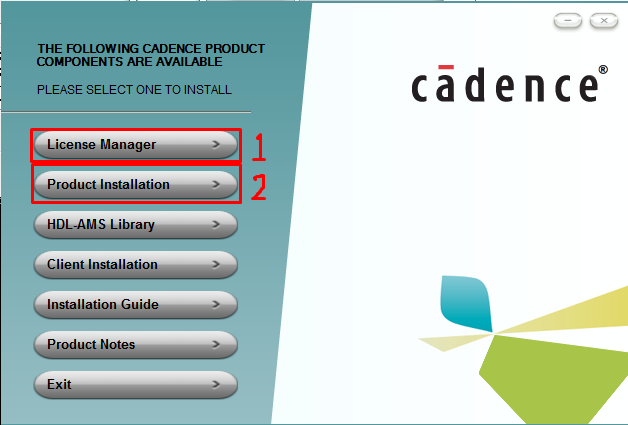 THE FOLLOWING CADENCE PRODUCT
COMPONENTS ARE AVAILABLE
PLEASE SELECT ONE TO INSTALL
License Manager
1
Product Installation
2
HDL-AMS Library
Client Installation
Installation Guide
Product Notes
Exit
cādence®